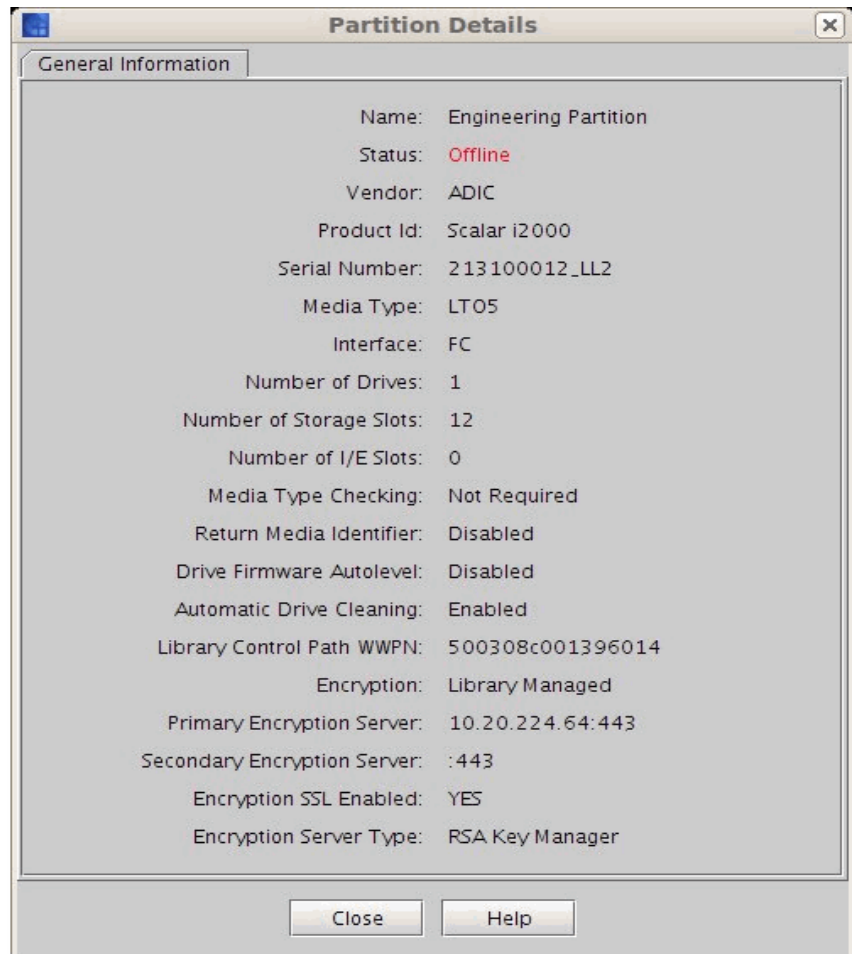 Partition Details
General Information
Name: Engineering Partition
Status: Offline
Vendor: ADIC
Product Id: Scalar i2000
Serial Number: 213100012_LL2
Media Type: LTO5
Interface: FC
Number of Drives: 1
Number of Storage Slots: 12
Number of I/E Slots: 0
Media Type Checking: Not Required
Return Media Identifier: Disabled
Drive Firmware Autolevel: Disabled
Automatic Drive Cleaning: Enabled
Library Control Path WWPN: 500308c001396014
Encryption: Library Managed
Primary Encryption Server: 10.20.224.64:443
Secondary Encryption Server: :443
Encryption SSL Enabled: YES
Encryption Server Type: RSA Key Manager
Close Help